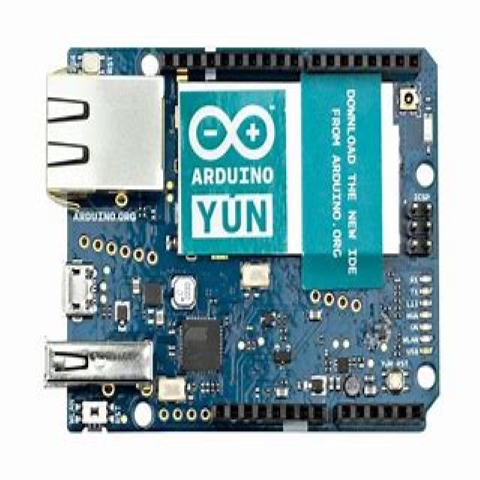 ARDUINO
YÚN
DOWNLOAD THE NEW IDE
FROM ARDUINO.ORG
ARDUINO.ORG
ICSP